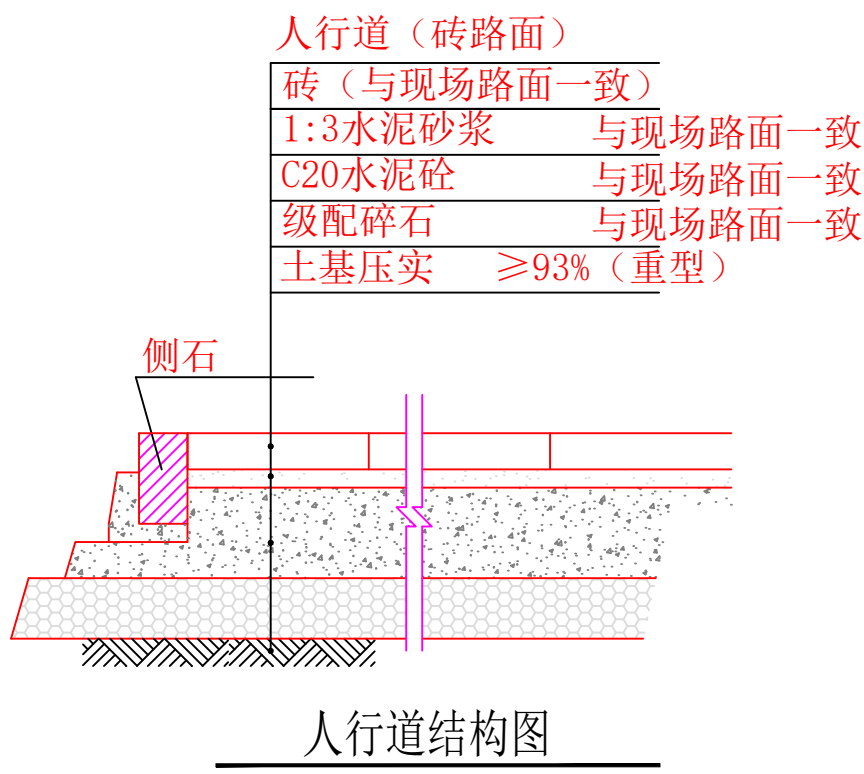 人行道（砖路面）
砖（与现场路面一致）
1:3水泥砂浆 与现场路面一致
C20水泥砼 与现场路面一致
级配碎石 与现场路面一致
土基压实 ≥93%（重型）
侧石
人行道结构图